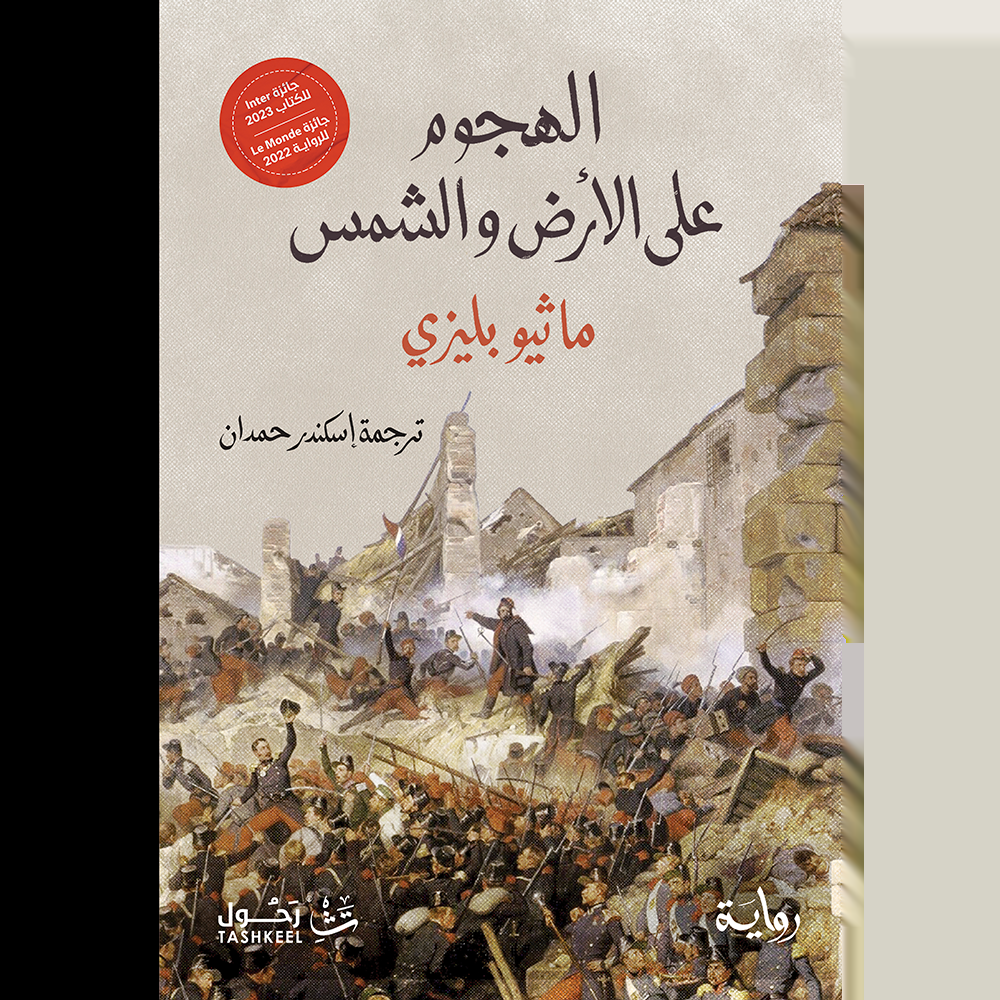 جائزة Inter
للكتاب 2023
جائزة Le Monde
للرواية 2022
الهجوم
على الأرض والشمس
ماثيو بليزي
ترجمة إسكندر حمدان
رواية
رَحُول
TASHKEEL